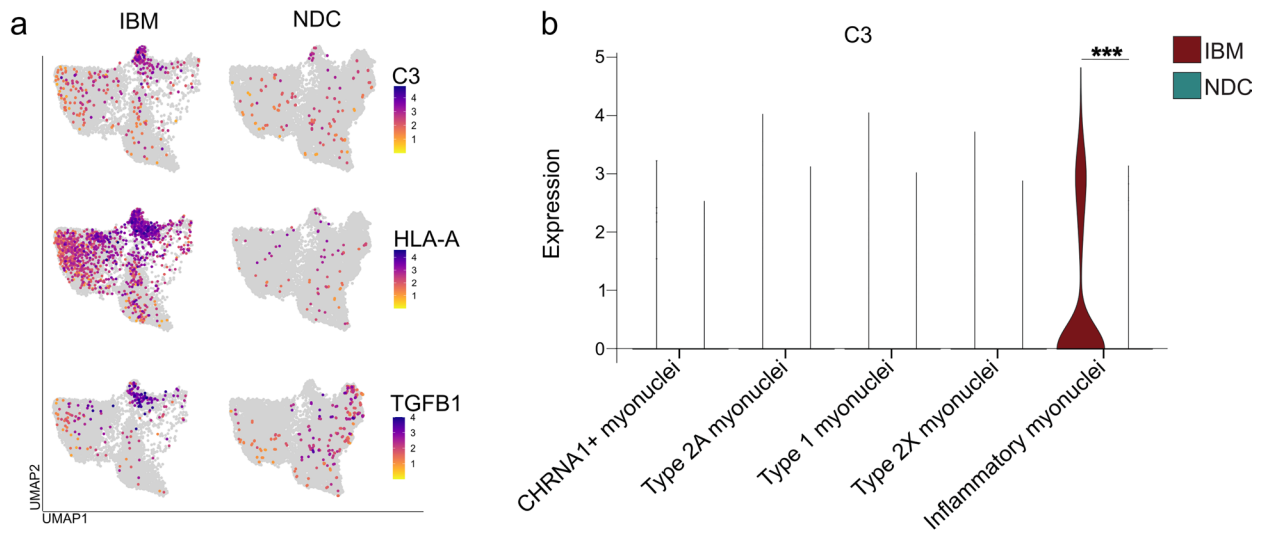 a
IBM
NDC
C3
4
3
2
1
HLA-A
4
3
2
1
TGFB1
4
3
2
1
UMAP2
UMAP1
b
C3
IBM
NDC
***
Expression
5
4
3
2
1
0
CHRNA1+ myonuclei
Type 2A myonuclei
Type 1 myonuclei
Type 2X myonuclei
Inflammatory myonuclei